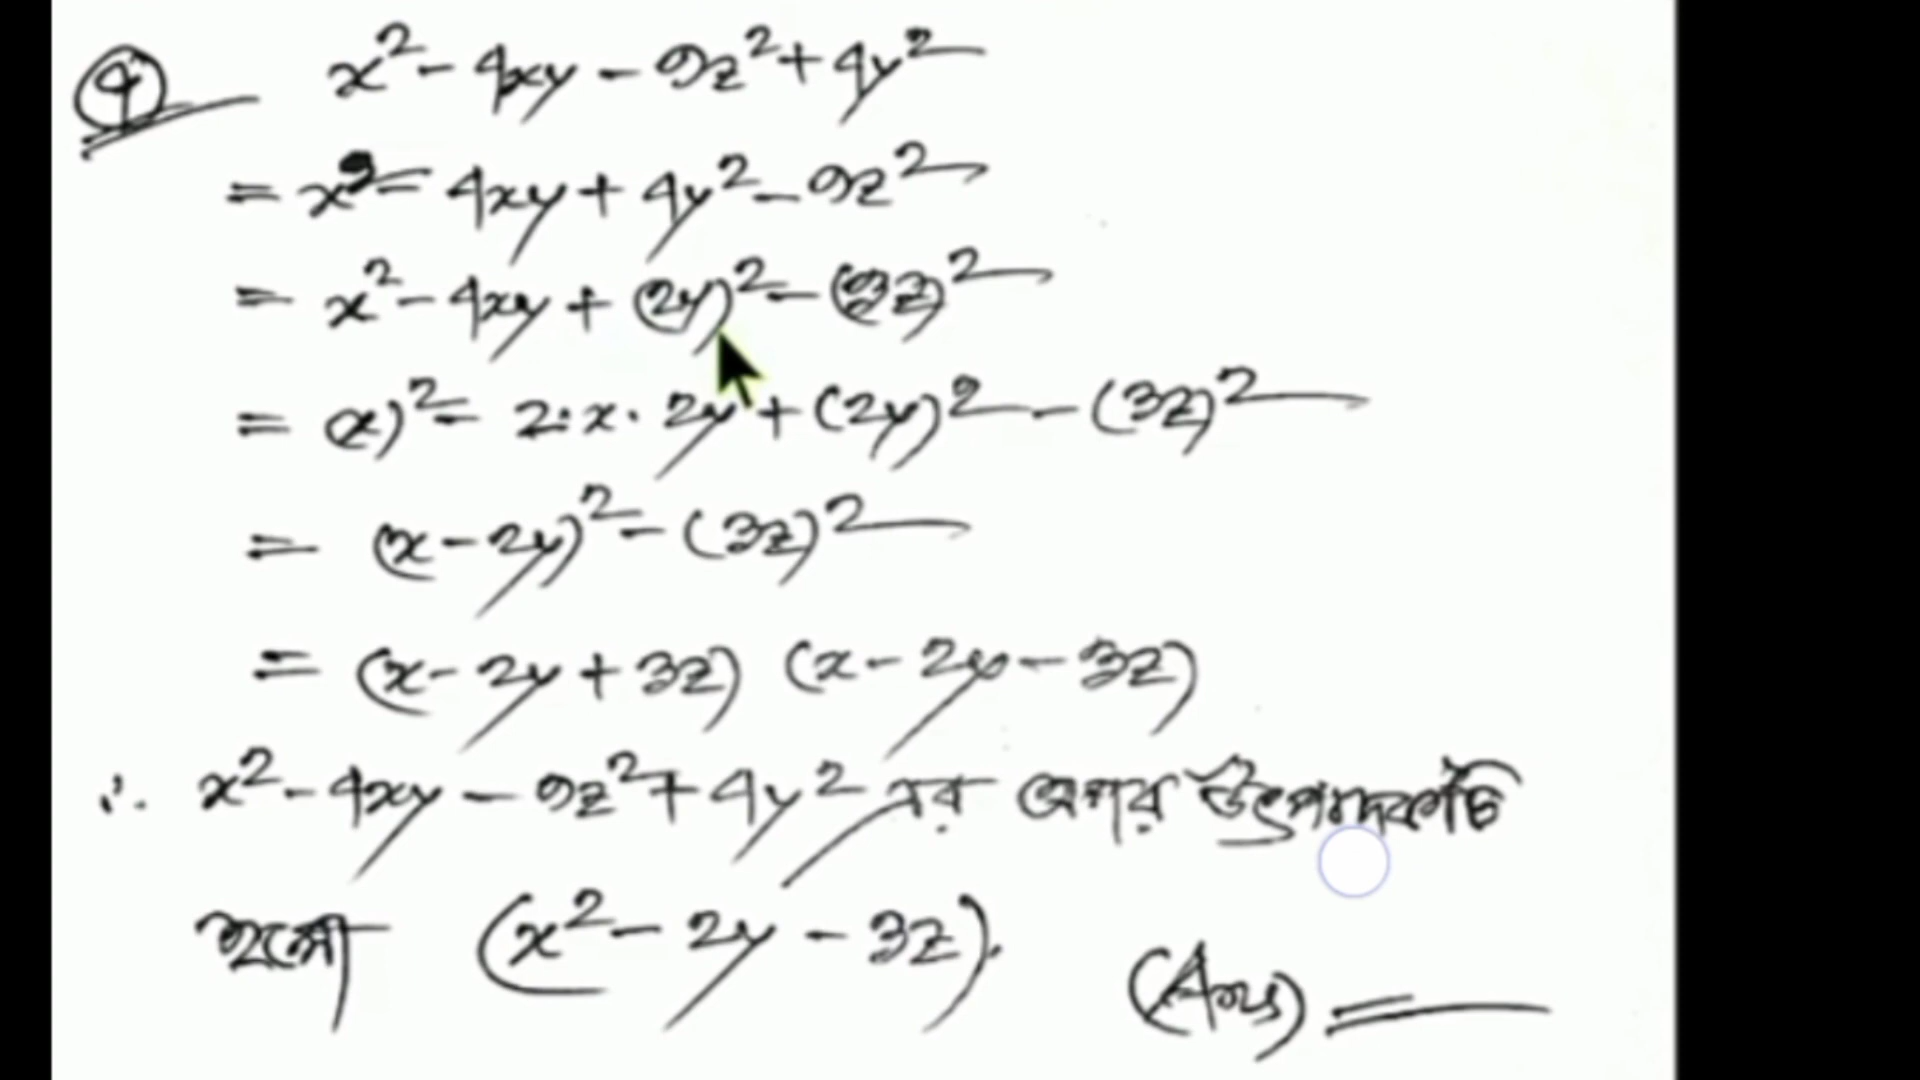 ④ x² - 4xy - 9z² + 4y²
= x² - 4xy + 4y² - 9z²
= x² - 4xy + (2y)² - (3z)²
= (x)² - 2·x·2y + (2y)² - (3z)²
= (x - 2y)² - (3z)²
= (x - 2y + 3z) (x - 2y - 3z)
∴ x² - 4xy - 9z² + 4y² এর অপর উৎপাদকটি
হলো (x² - 2y - 3z). (Ans)